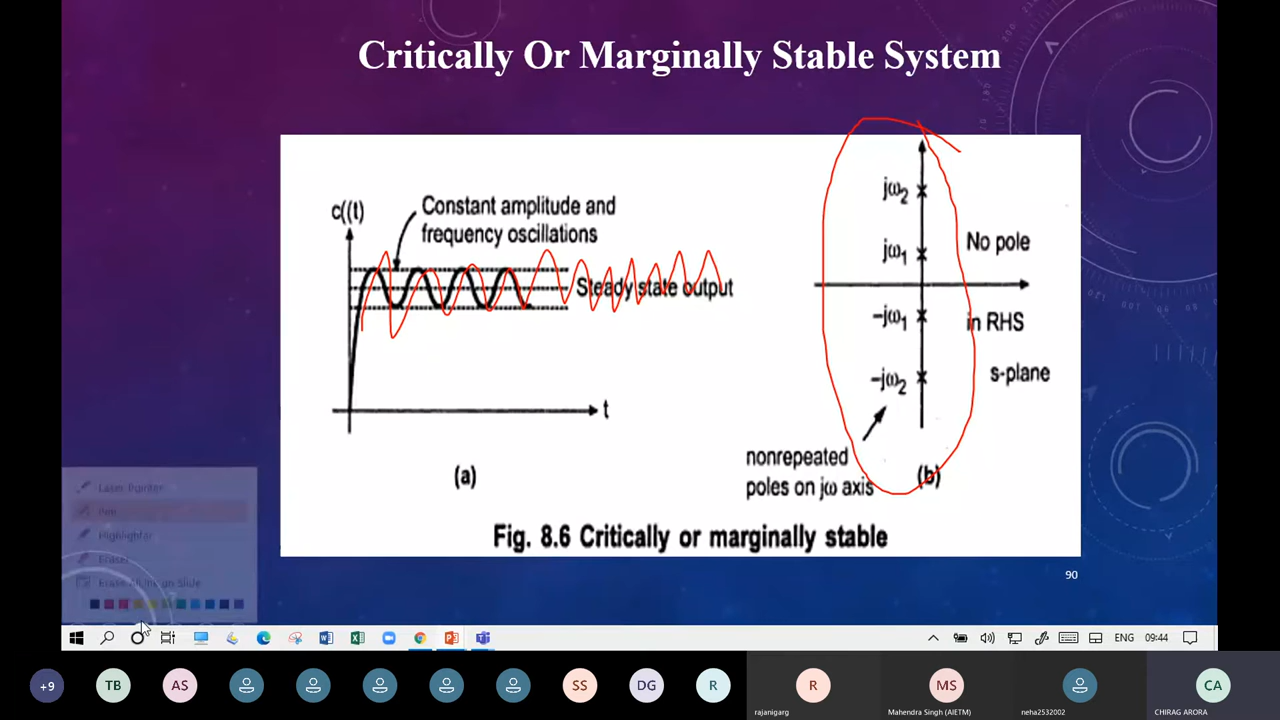 Critically Or Marginally Stable System
c((t)
Constant amplitude and
frequency oscillations
Steady state output
t
(a)
jω2
jω1
No pole
-jω1
in RHS
-jω2
s-plane
nonrepeated
poles on jω axis
(b)
Fig. 8.6 Critically or marginally stable
90
Laser Pointer
Pen
Highlighter
Eraser
Erase All Ink on Slide
ENG
09:44
+9
TB
AS
SS
DG
R
R
rajanigarg
MS
Mahendra Singh (AIETM)
neha2532002
CA
CHIRAG ARORA